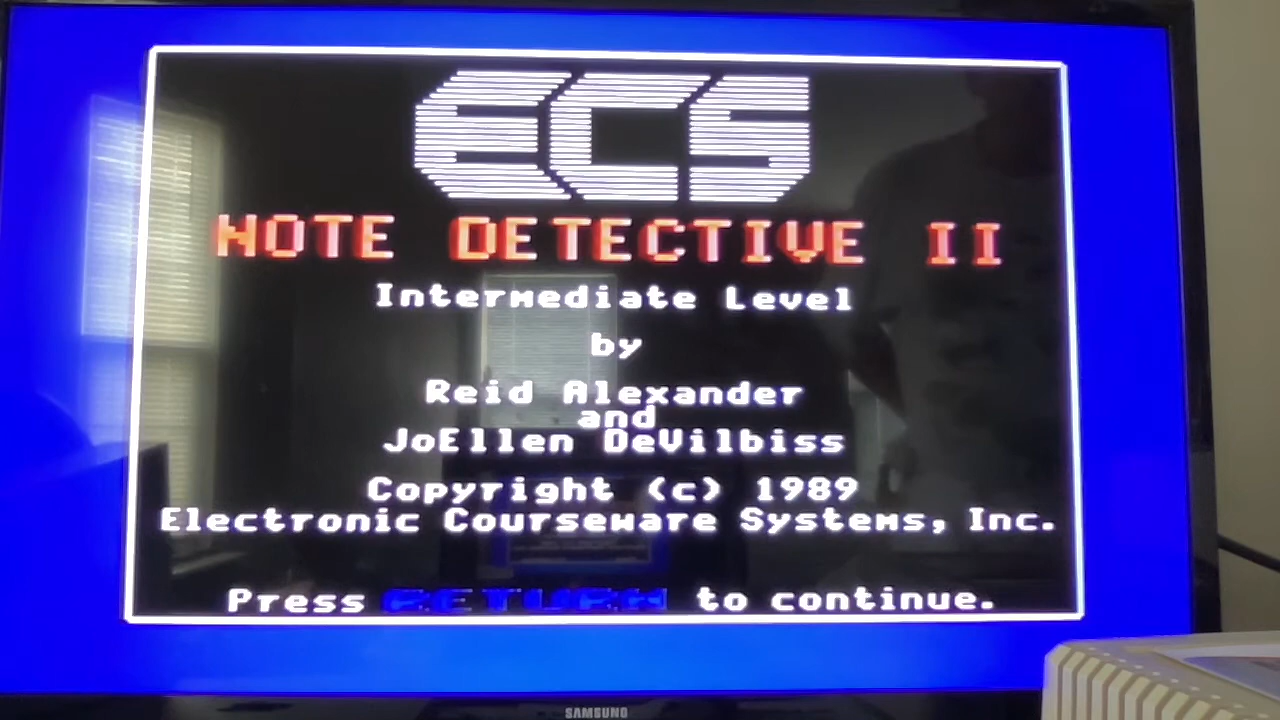 ECS
NOTE DETECTIVE II
Intermediate Level
by
Reid Alexander
and
JoEllen DeVilbiss
Copyright (c) 1989
Electronic Courseware Systems, Inc.
Press RETURN to continue.
SAMSUNG